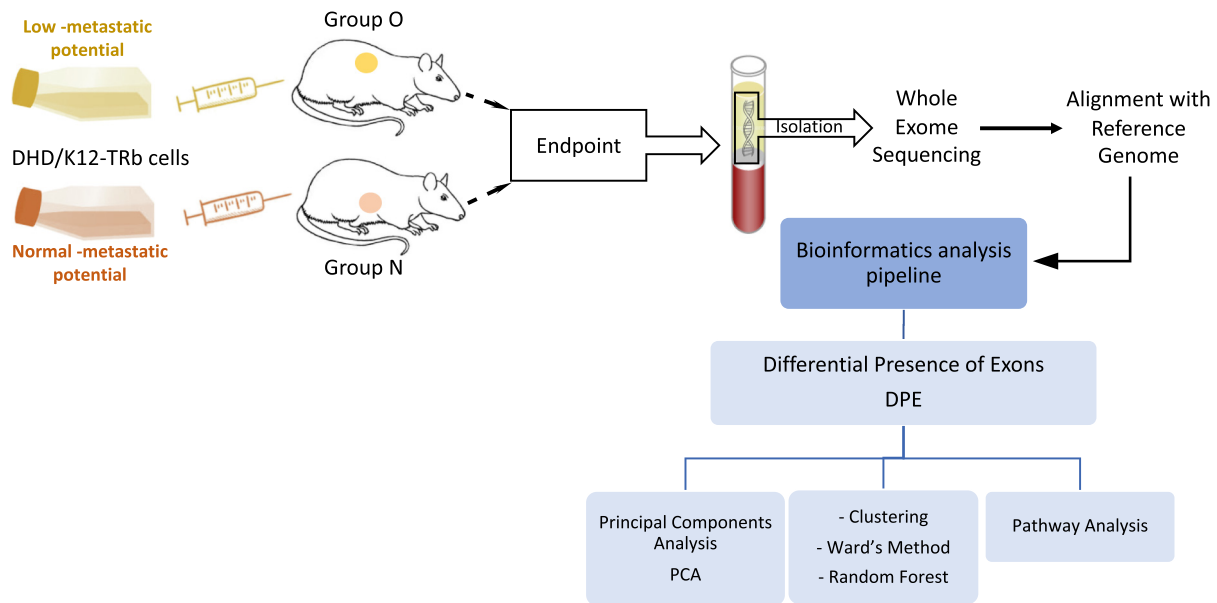 Low -metastatic
potential
Group O
DHD/K12-TRb cells
Normal -metastatic
potential
Group N
Endpoint
Isolation
Whole
Exome
Sequencing
Alignment with
Reference
Genome
Bioinformatics analysis
pipeline
Differential Presence of Exons
DPE
Principal Components
Analysis
PCA
- Clustering
- Ward's Method
- Random Forest
Pathway Analysis